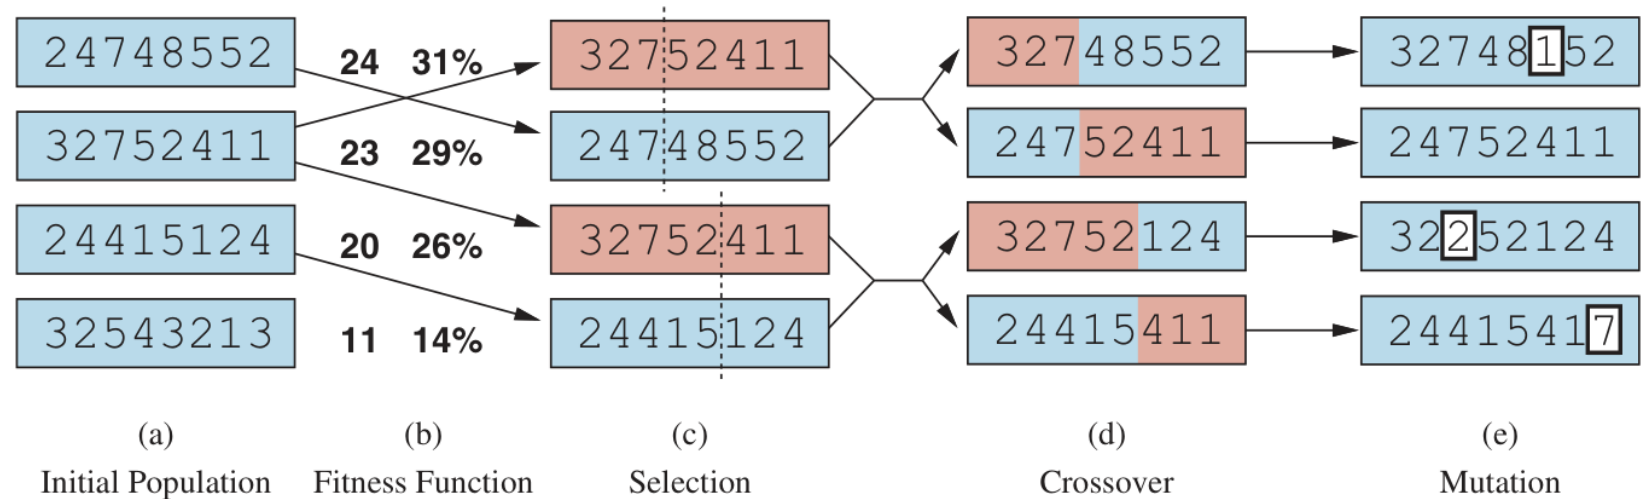 24748552
24 31%
32752411
32748552
32748152
32752411
23 29%
24748552
24752411
24752411
24415124
20 26%
32752411
32752124
32252124
32543213
11 14%
24415124
24415411
24415417
(a)
(b)
(c)
(d)
(e)
Initial Population
Fitness Function
Selection
Crossover
Mutation